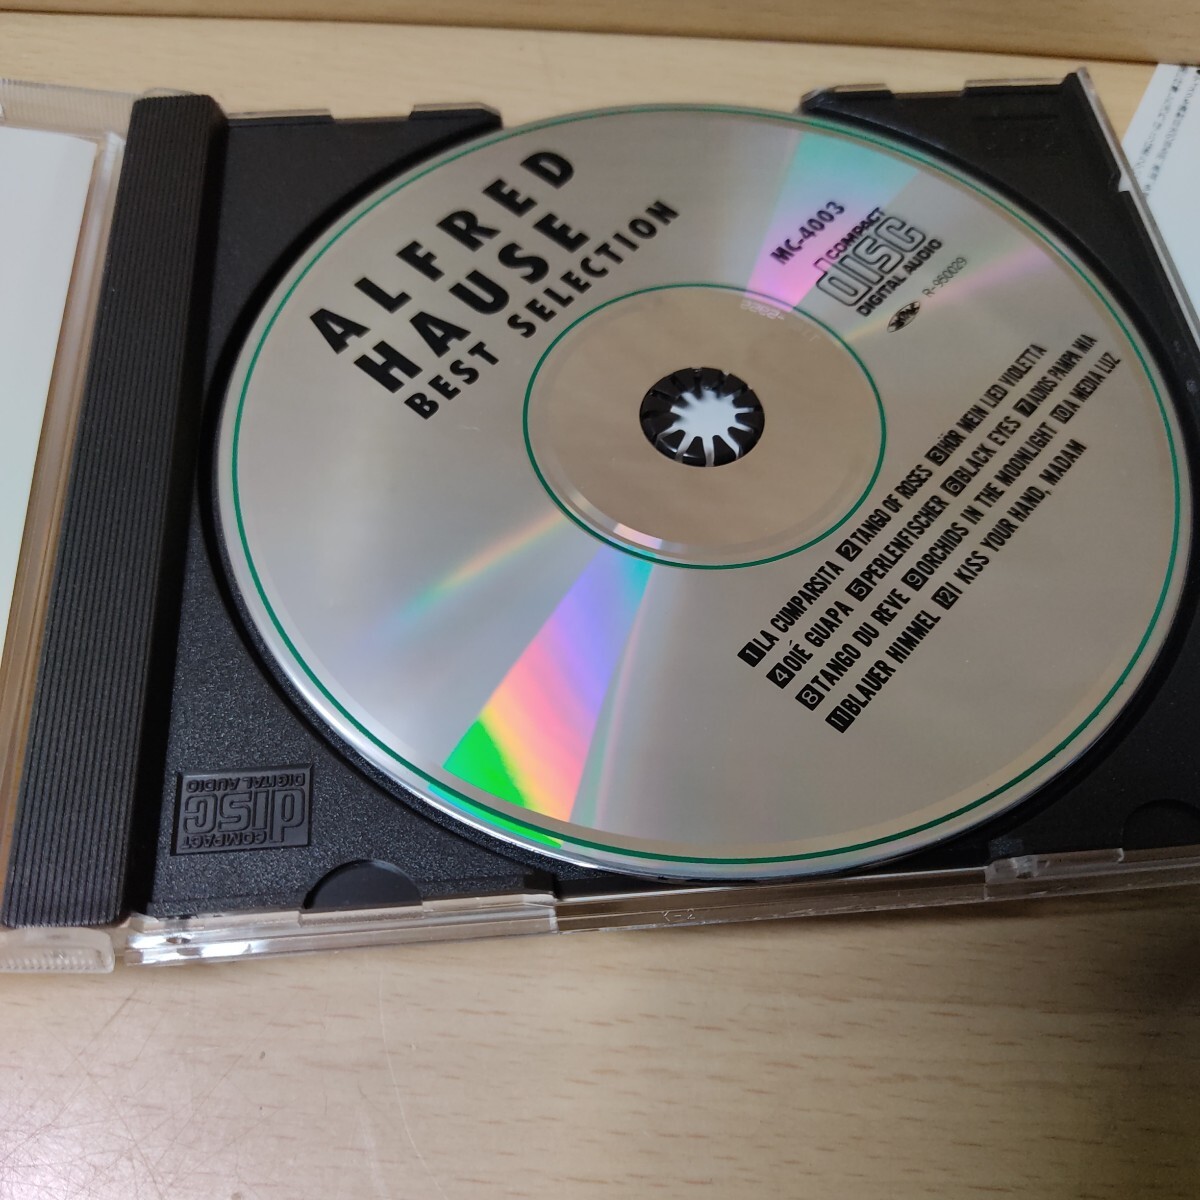 ALFRED
HAUSE
BEST SELECTION
MC-4003
COMPACT
DISC
DIGITAL AUDIO
R-950029
1 LA CUMPARSITA 2 TANGO OF ROSES 3 HÖR MEIN LIED VIOLETTA
4 OIÉ GUAPA 5 PERLENFISCHER 6 BLACK EYES 7 ADIOS PAMPA MIA
8 TANGO DU REVE 9 ORCHIDS IN THE MOONLIGHT 10 A MEDIA LUZ
11 BLAUER HIMMEL 12 I KISS YOUR HAND, MADAM
COMPACT
DISC
DIGITAL AUDIO
K-2